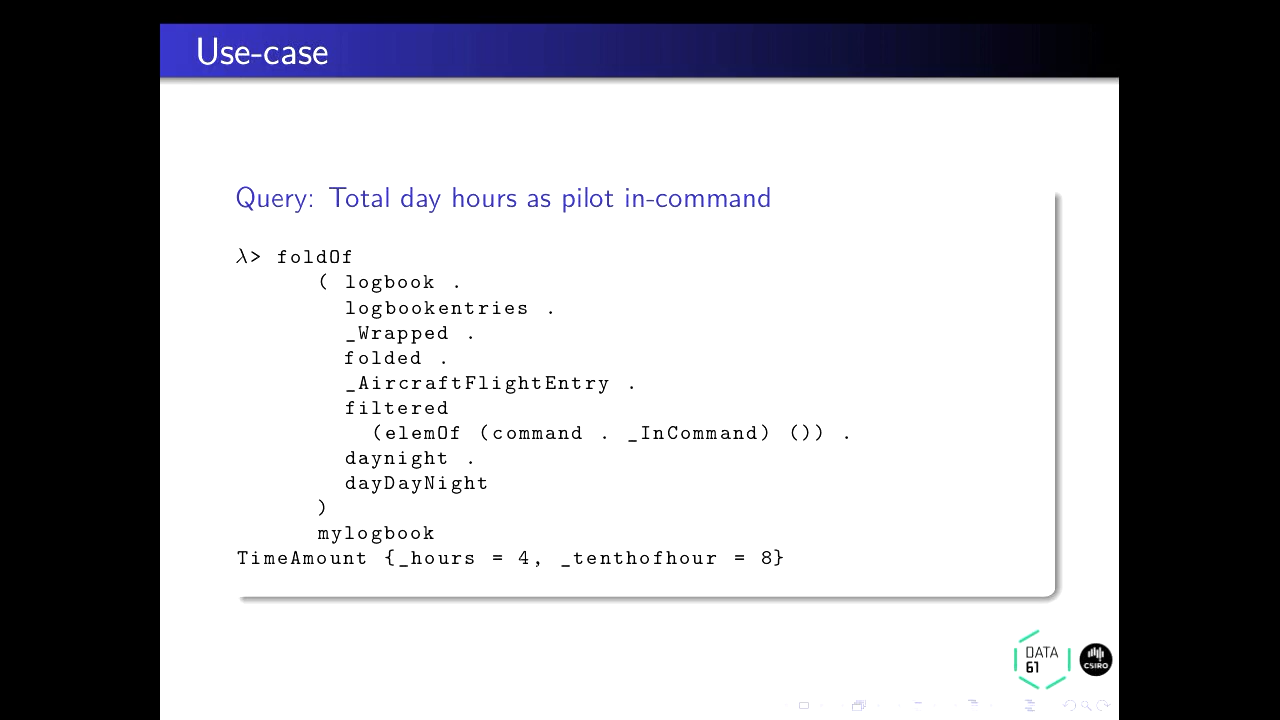 Use-case
Query: Total day hours as pilot in-command
λ> foldOf
( logbook .
logbookentries .
_Wrapped .
folded .
_AircraftFlightEntry .
filtered
(elemOf (command . _InCommand) ()) .
daynight .
dayDayNight
)
mylogbook
TimeAmount {_hours = 4, _tenthofhour = 8}
DATA
61
CSIRO